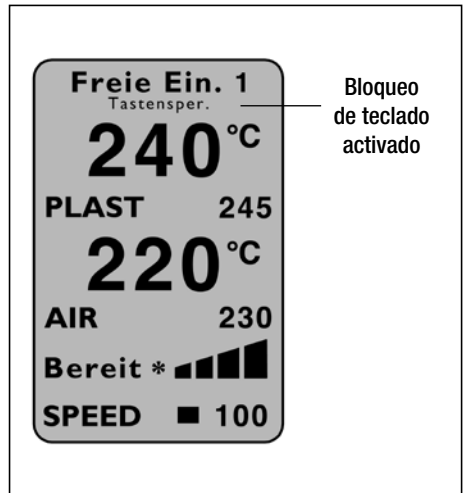 Freie Ein. 1
Tastensper.
240°C
PLAST 245
220°C
AIR 230
Bereit *
SPEED ■ 100
Bloqueo
de teclado
activado